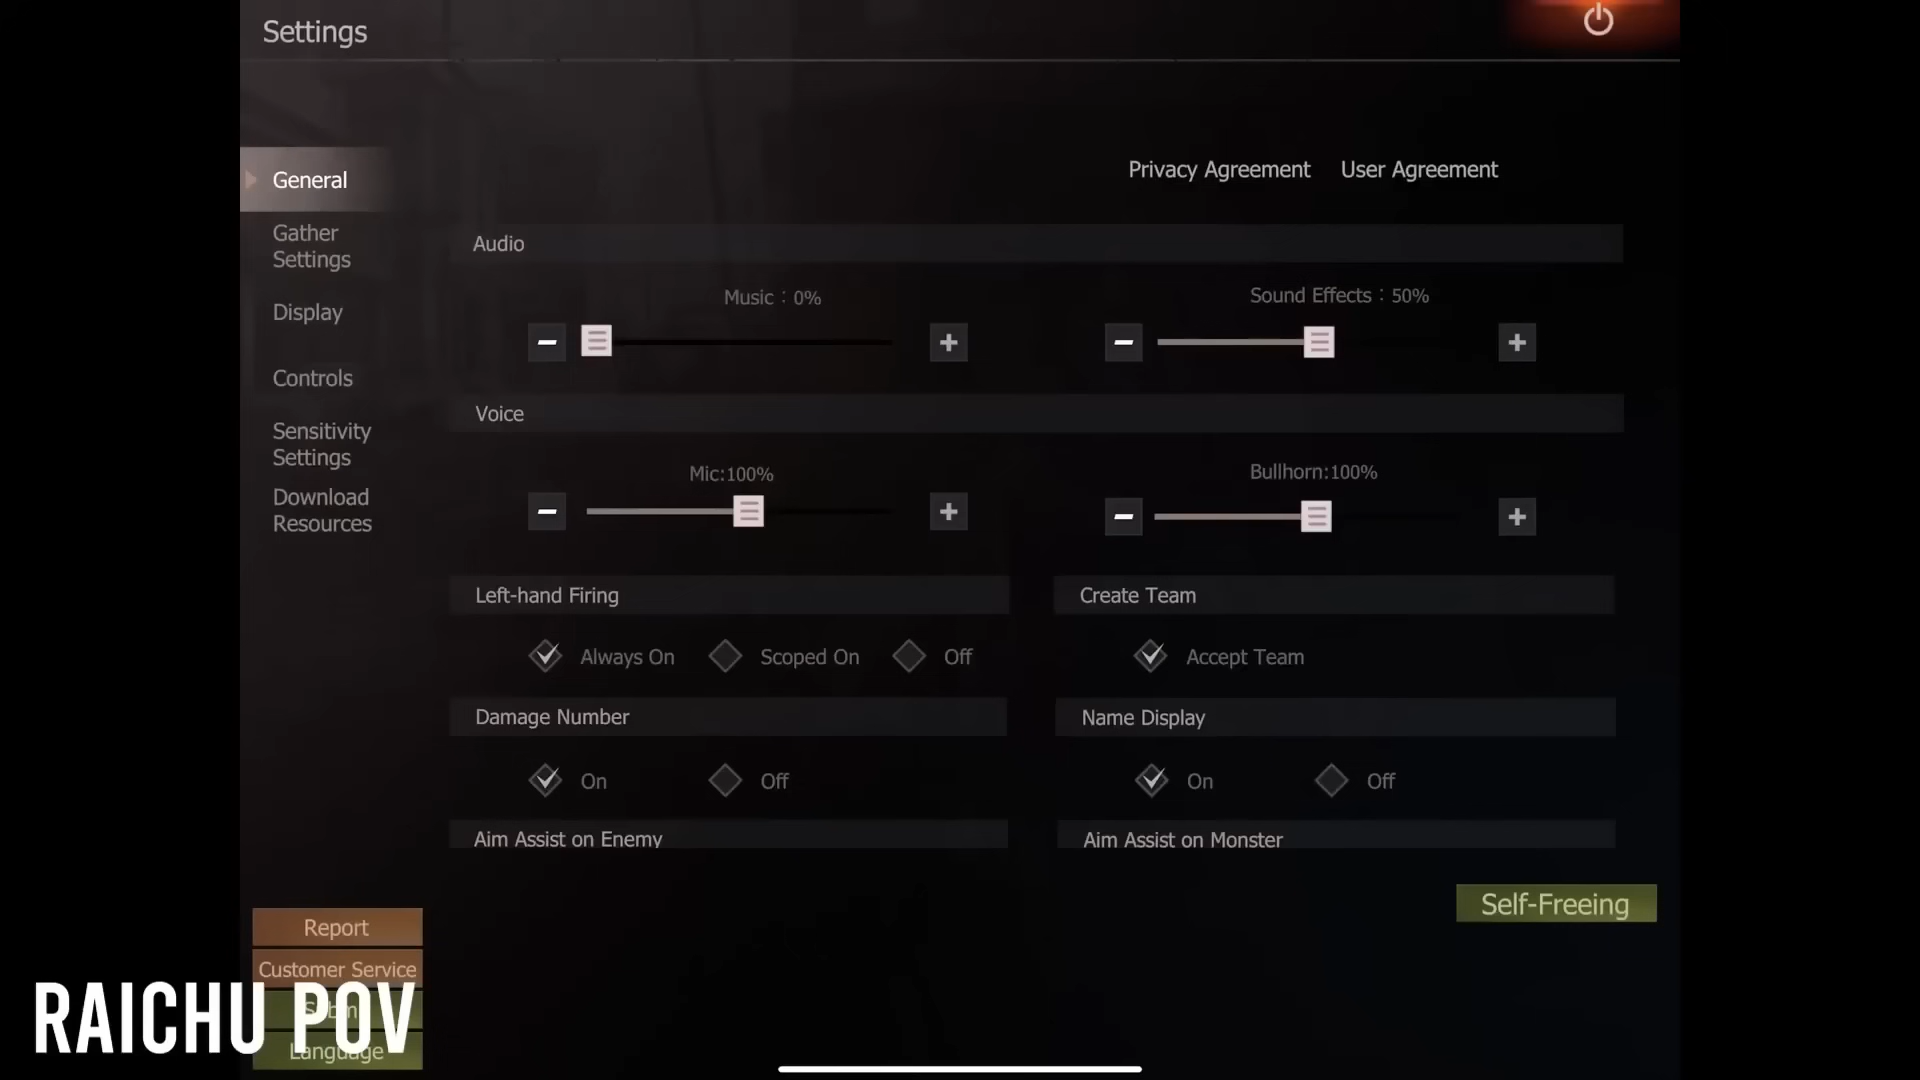 Settings
General
Gather
Settings
Display
Controls
Sensitivity
Settings
Download
Resources
Privacy Agreement User Agreement
Audio
Music : 0%
Sound Effects : 50%
Voice
Mic:100%
Bullhorn:100%
Left-hand Firing
Always On Scoped On Off
Create Team
Accept Team
Damage Number
On Off
Name Display
On Off
Aim Assist on Enemy
Aim Assist on Monster
Self-Freeing
Report
Customer Service
Language
RAICHU POV